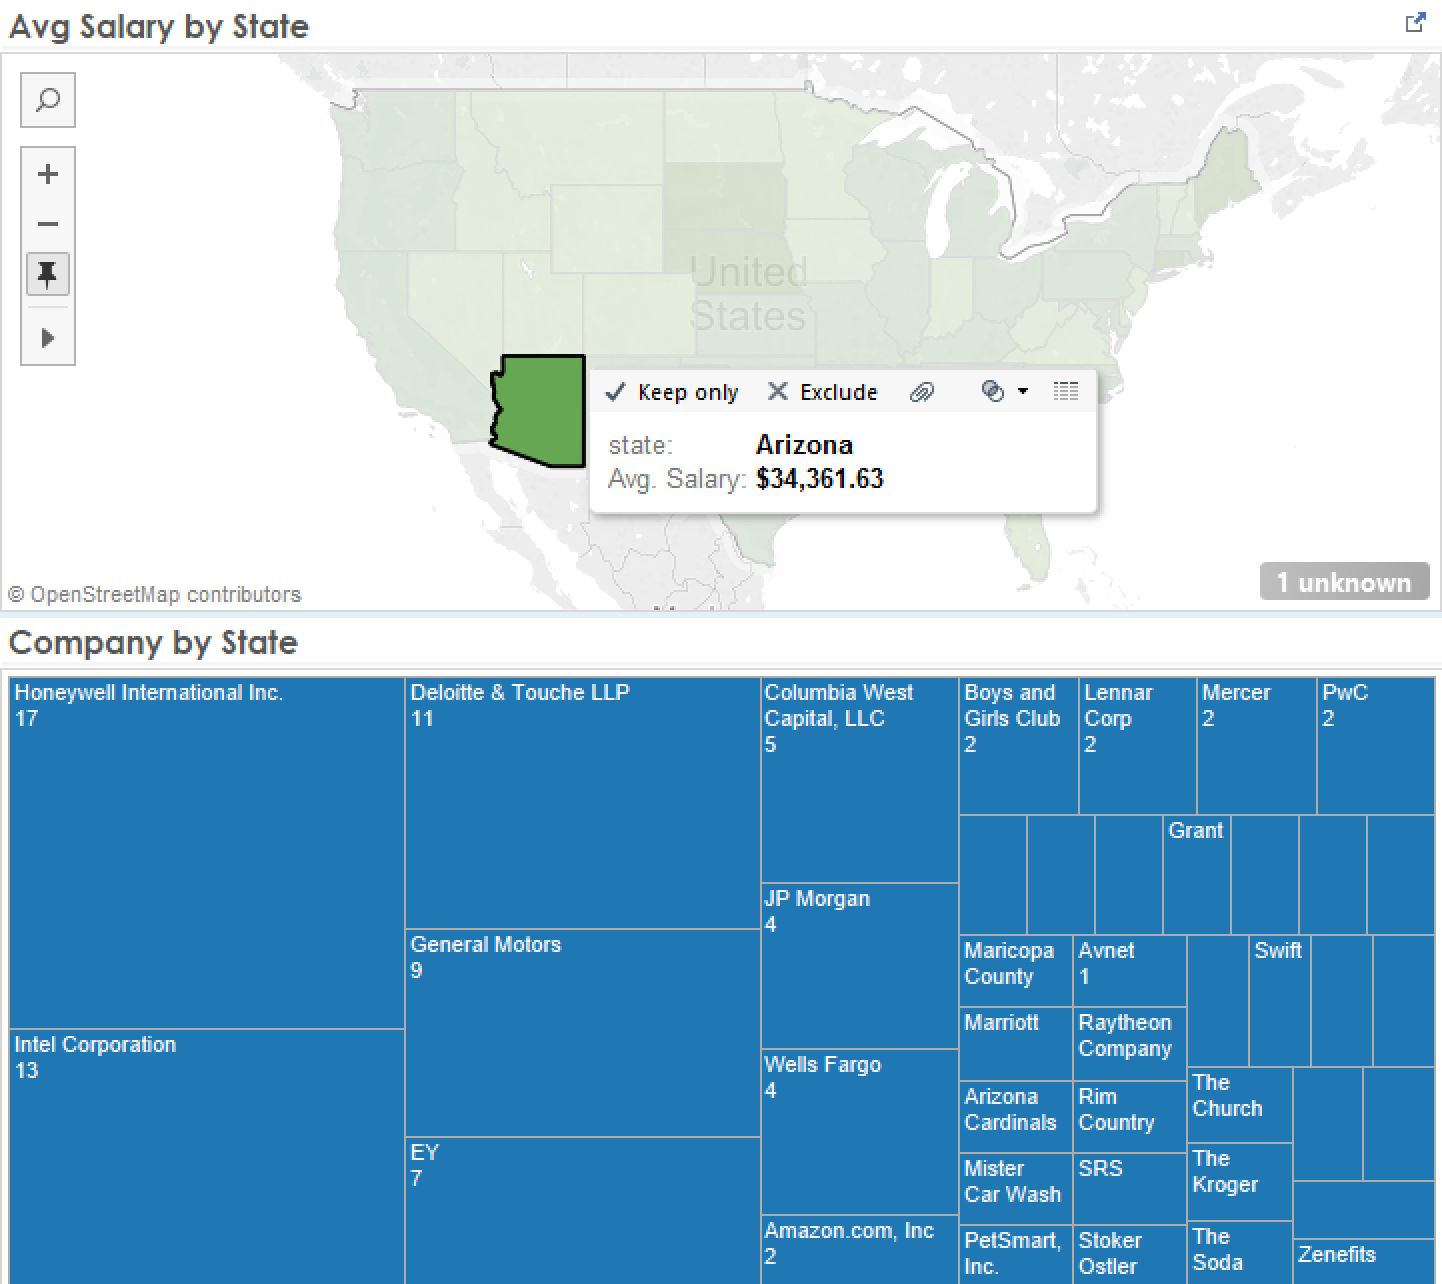 Avg Salary by State
United
States
Keep only
Exclude
state: Arizona
Avg. Salary: $34,361.63
© OpenStreetMap contributors
1 unknown
Company by State
Honeywell International Inc.
17
Intel Corporation
13
Deloitte & Touche LLP
11
General Motors
9
EY
7
Columbia West
Capital, LLC
5
JP Morgan
4
Wells Fargo
4
Amazon.com, Inc
2
Boys and
Girls Club
2
Lennar
Corp
2
Mercer
2
PwC
2
Grant
Maricopa
County
Marriott
Arizona
Cardinals
Mister
Car Wash
PetSmart,
Inc.
Avnet
1
Raytheon
Company
Rim
Country
SRS
Stoker
Ostler
Swift
The
Church
The
Kroger
The
Soda
Zenefits